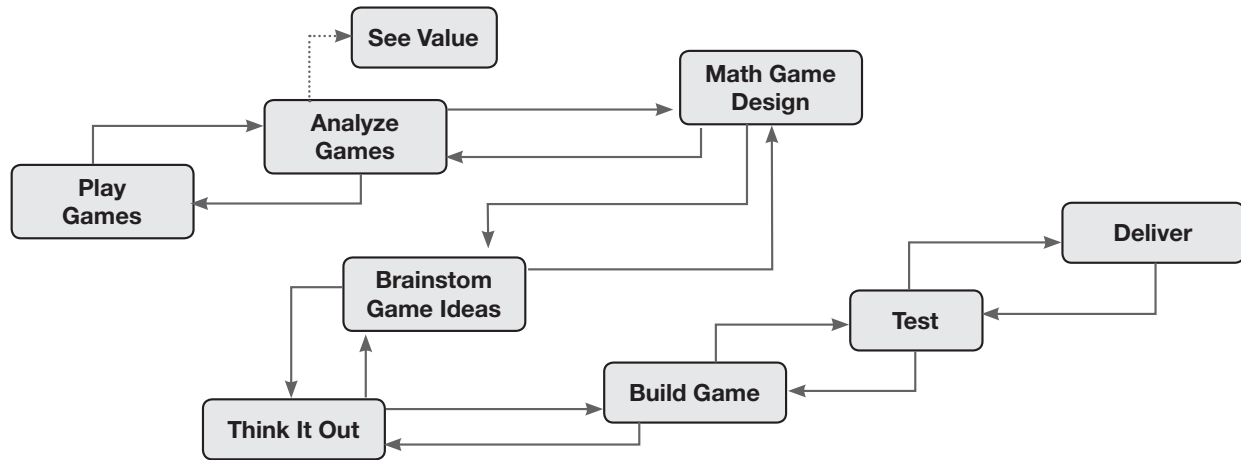 See Value
Math Game
Design
Analyze
Games
Play
Games
Deliver
Brainstom
Game Ideas
Test
Build Game
Think It Out